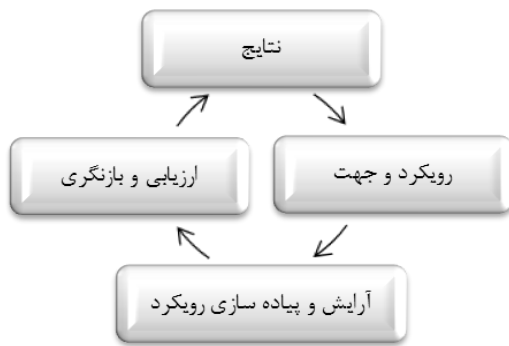 نتایج
رویکرد و جهت
ارزیابی و بازنگری
آرایش و پیاده سازی رویکرد